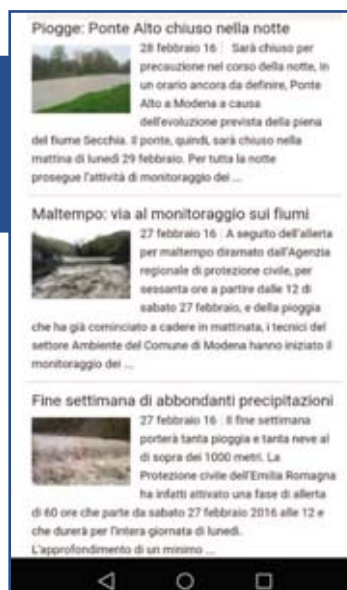 Piogge: Ponte Alto chiuso nella notte
28 febbraio 16 | Sarà chiuso per
precauzione nel corso della notte, in
un orario ancora da definire, Ponte
Alto a Modena a causa
dell'evoluzione prevista della piena
del fiume Secchia. Il ponte, quindi, sarà chiuso nella
mattina di lunedì 29 febbraio. Per tutta la notte
prosegue l'attività di monitoraggio dei ...
Maltempo: via al monitoraggio sui fiumi
27 febbraio 16 | A seguito dell'allerta
per maltempo diramato dall'Agenzia
regionale di protezione civile, per
sessanta ore a partire dalle 12 di
sabato 27 febbraio, e della pioggia
che ha già cominciato a cadere in mattinata, i tecnici del
settore Ambiente del Comune di Modena hanno iniziato il
monitoraggio dei ...
Fine settimana di abbondanti precipitazioni
27 febbraio 16 | Il fine settimana
porterà tanta pioggia e tanta neve al
di sopra dei 1000 metri. La
Protezione civile dell'Emilia Romagna
ha infatti attivato una fase di allerta
di 60 ore che parte da sabato 27 febbraio 2016 alle 12 e
che durerà per l'intera giornata di lunedì.
L'approfondimento di un minimo ...